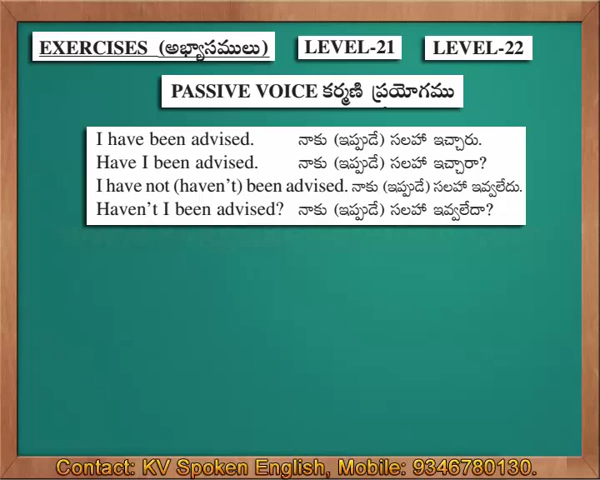 EXERCISES (అభ్యాసములు) LEVEL-21 LEVEL-22
PASSIVE VOICE కర్మణి ప్రయోగము
I have been advised. నాకు (ఇప్పుడే) సలహా ఇచ్చారు.
Have I been advised. నాకు (ఇప్పుడే) సలహా ఇచ్చారా?
I have not (haven't) been advised. నాకు (ఇప్పుడే) సలహా ఇవ్వలేదు.
Haven't I been advised? నాకు (ఇప్పుడే) సలహా ఇవ్వలేదా?
Contact: KV Spoken English, Mobile: 9346780130.